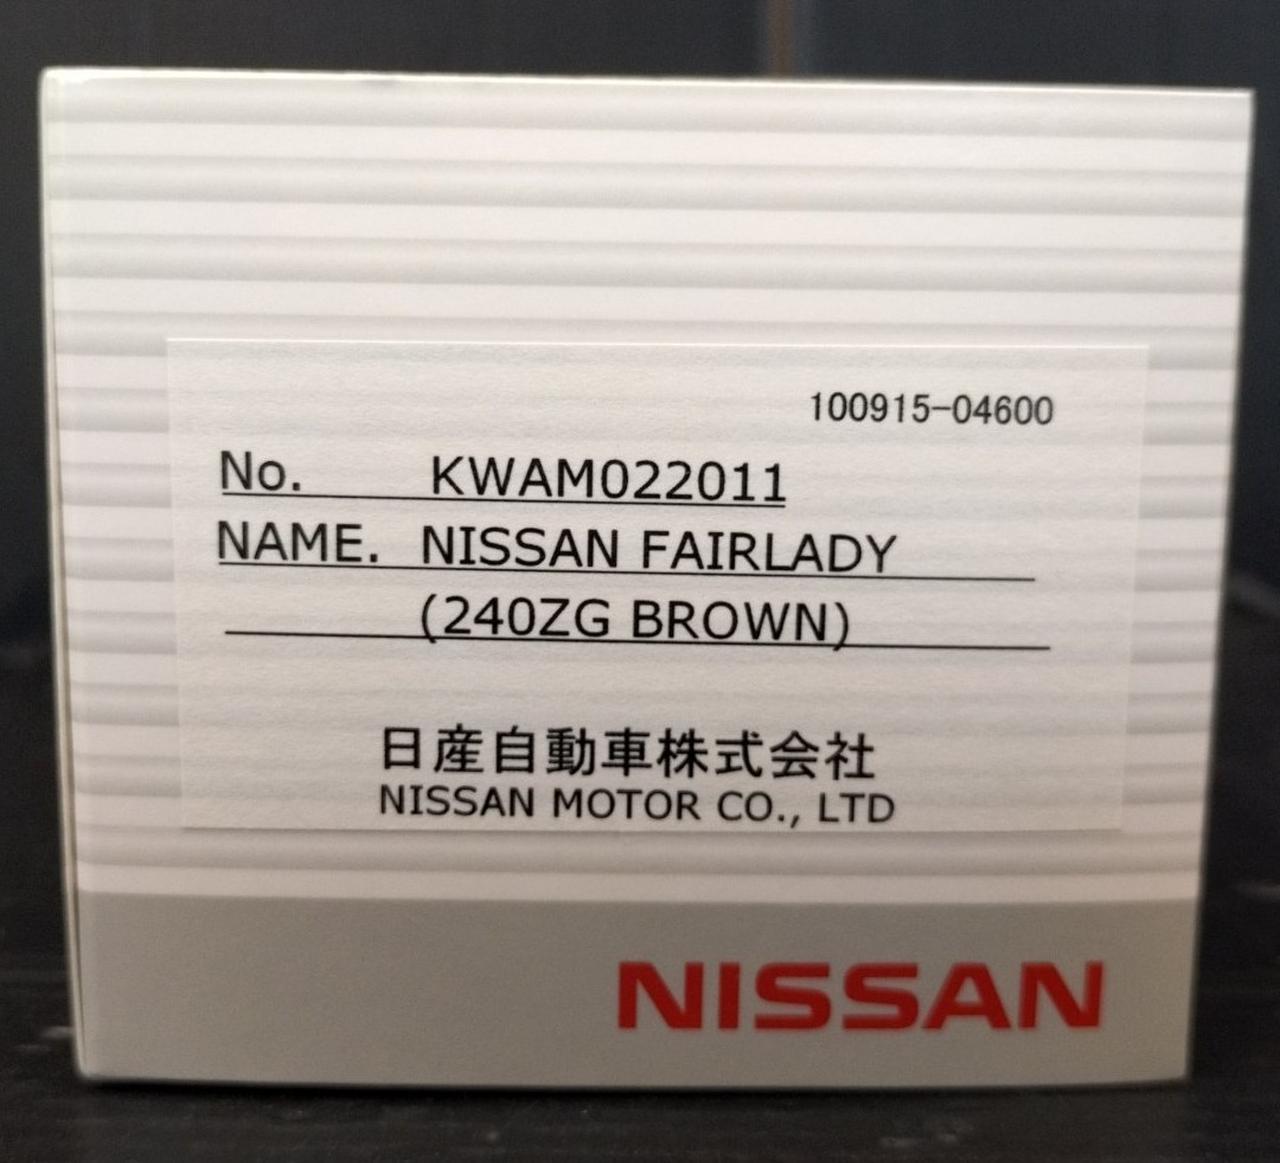 100915-04600
No. KWAM022011
NAME. NISSAN FAIRLADY
(240ZG BROWN)
日産自動車株式会社
NISSAN MOTOR CO., LTD
NISSAN